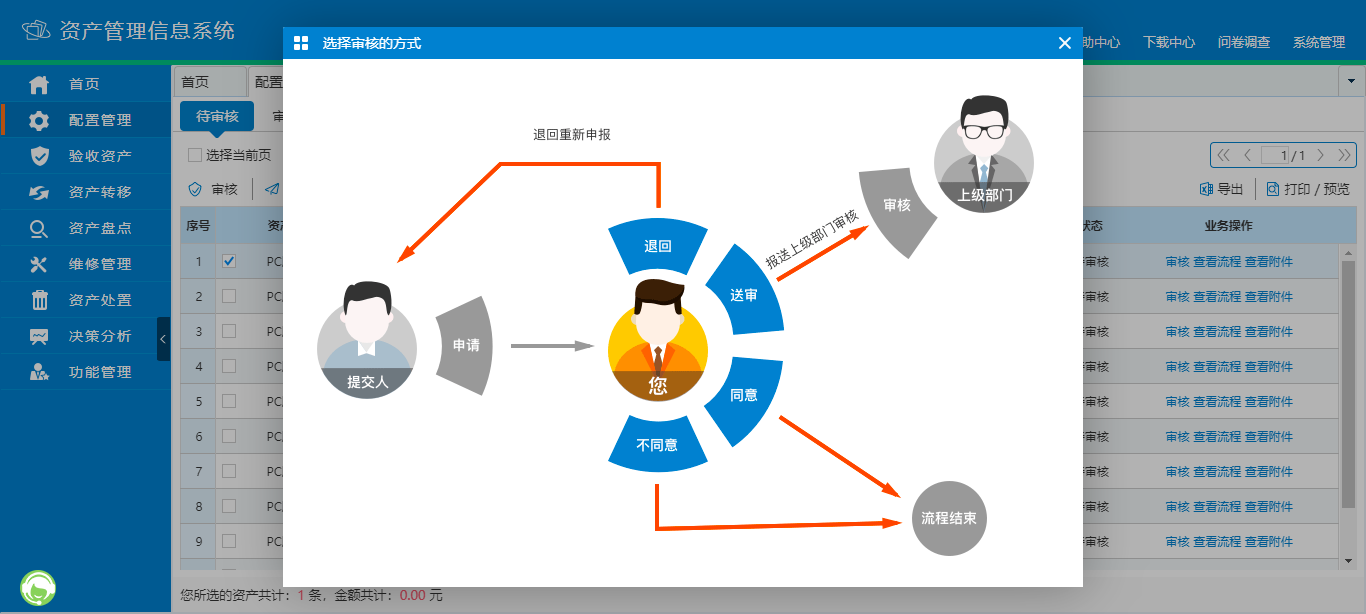 资产管理信息系统
助中心 下载中心 问卷调查 系统管理
选择审核的方式
首页
配置管理
验收资产
资产转移
资产盘点
维修管理
资产处置
决策分析
功能管理
首页 配置
待审核
选择当前页
1/1
审核
导出 打印 / 预览
序号 业务操作
1 PC 审核 审核 查看流程 查看附件
2 PC 审核 审核 查看流程 查看附件
3 PC 审核 审核 查看流程 查看附件
4 PC 审核 审核 查看流程 查看附件
5 PC 审核 审核 查看流程 查看附件
6 PC 审核 审核 查看流程 查看附件
7 PC 审核 审核 查看流程 查看附件
8 PC 审核 审核 查看流程 查看附件
9 PC 审核 审核 查看流程 查看附件
您所选的资产共计：1 条，金额共计：0.00 元
退回重新申报
退回
送审
报送上级部门审核
审核
上级部门
提交人
申请
您
同意
不同意
流程结束